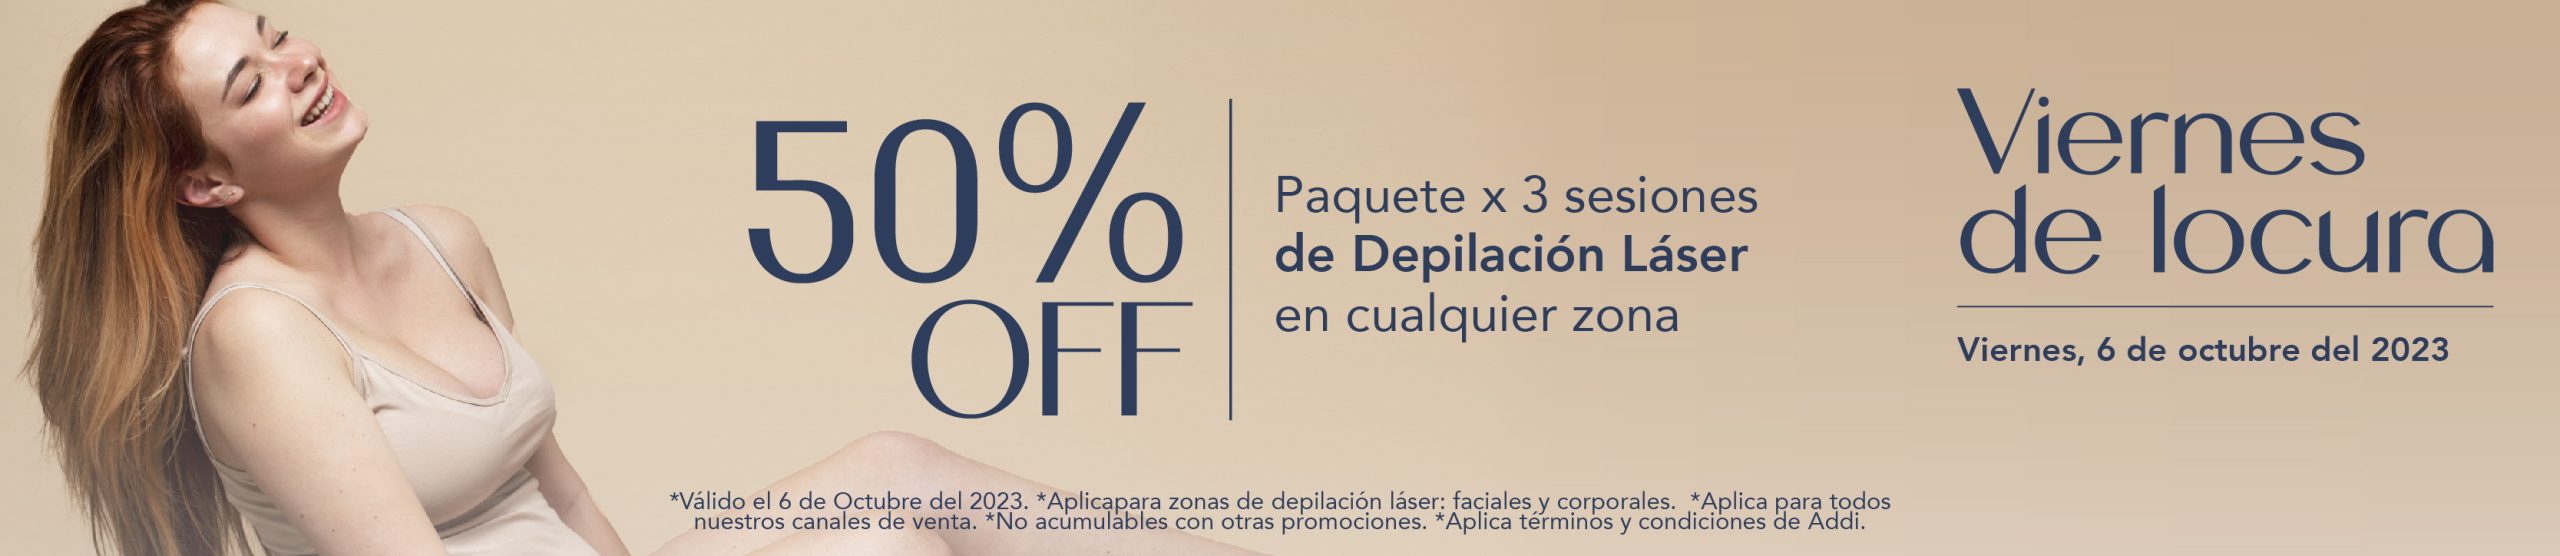 50%
OFF
Paquete x 3 sesiones
de Depilación Láser
en cualquier zona
Viernes
de locura
Viernes, 6 de octubre del 2023
*Válido el 6 de Octubre del 2023. *Aplicapara zonas de depilación láser: faciales y corporales. *Aplica para todos
nuestros canales de venta. *No acumulables con otras promociones. *Aplica términos y condiciones de Addi.